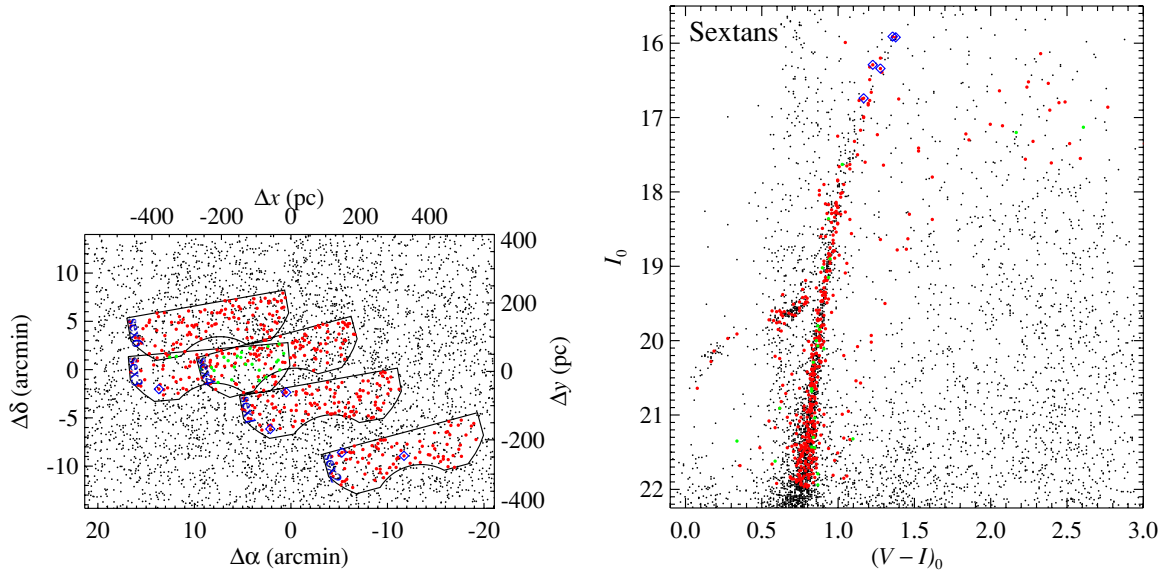 Δx (pc)
-400 -200 0 200 400
10
5
0
-5
-10
Δδ (arcmin)
400
200
0
-200
-400
Δy (pc)
20 10 0 -10 -20
Δα (arcmin)
Sextans
16
17
18
19
20
21
22
I₀
0.0 0.5 1.0 1.5 2.0 2.5 3.0
(V − I)₀